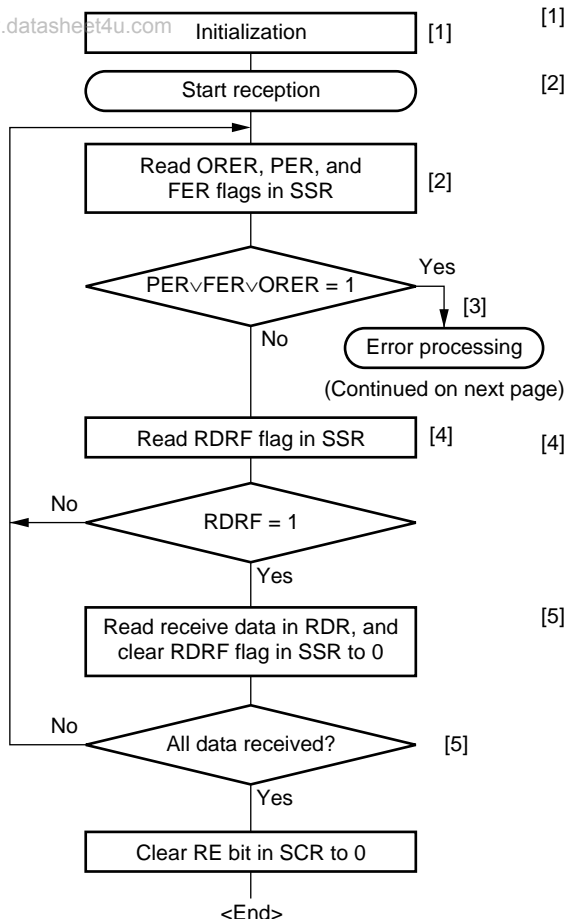 .datasheet4u.com
Initialization
[1]
[1]
Start reception
[2]
Read ORER, PER, and
FER flags in SSR
[2]
PER∨FER∨ORER = 1
Yes
[3]
No
Error processing
(Continued on next page)
Read RDRF flag in SSR
[4]
[4]
No
RDRF = 1
Yes
Read receive data in RDR, and
clear RDRF flag in SSR to 0
[5]
No
All data received?
[5]
Yes
Clear RE bit in SCR to 0
<End>